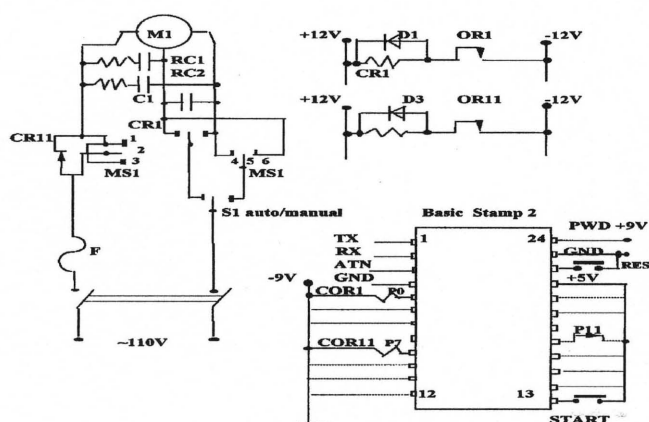 M1
RC1
RC2
C1
CR1
CR11
1
2
3
MS1
4 5 6
MS1
S1 auto/manual
F
~110V
+12V
D1
OR1
-12V
CR1
+12V
D3
OR11
-12V
Basic Stamp 2
1
24
PWD +9V
TX
RX
ATN
GND
GND
RES
+5V
-9V
COR1
P0
P11
COR11
P7
12
13
START